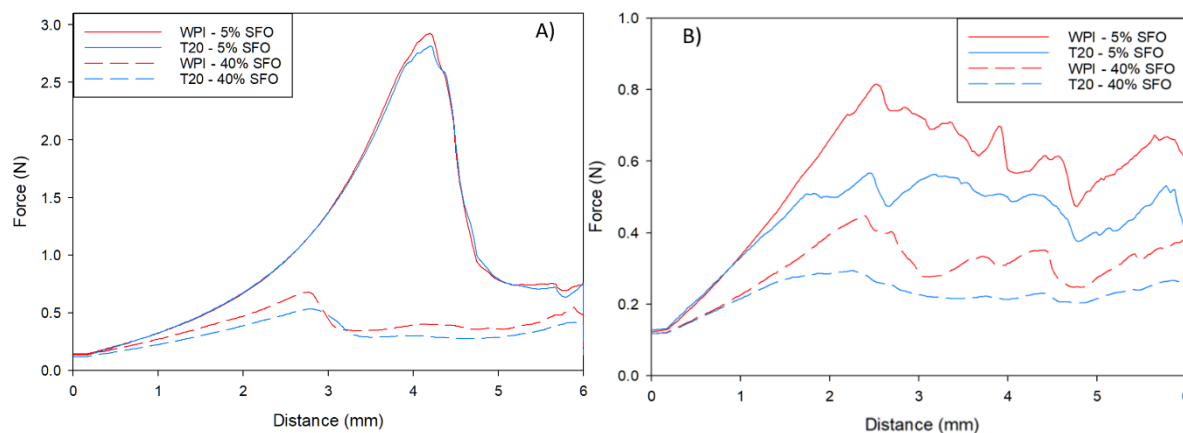 WPI - 5% SFO
T20 - 5% SFO
WPI - 40% SFO
T20 - 40% SFO
A)
3.0
2.5
2.0
1.5
1.0
0.5
0.0
Force (N)
0 1 2 3 4 5 6
Distance (mm)
B)
WPI - 5% SFO
T20 - 5% SFO
WPI - 40% SFO
T20 - 40% SFO
1.0
0.8
0.6
0.4
0.2
0.0
Force (N)
0 1 2 3 4 5
Distance (mm)